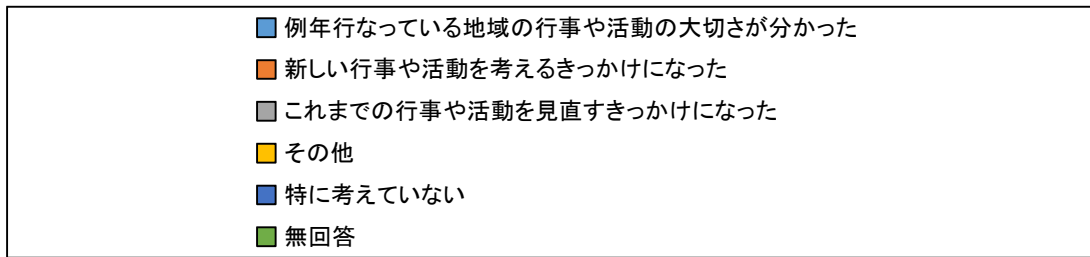 例年行なっている地域の行事や活動の大切さが分かった
新しい行事や活動を考えるきっかけになった
これまでの行事や活動を見直すきっかけになった
その他
特に考えていない
無回答